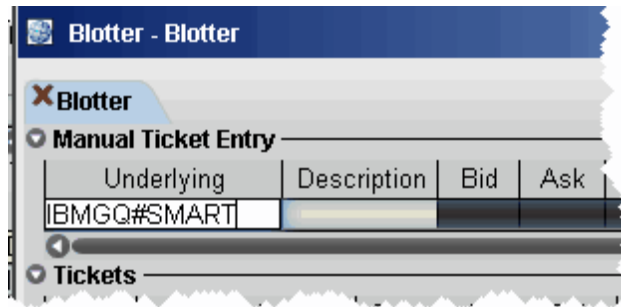 Blotter - Blotter
Blotter
Manual Ticket Entry
Underlying Description Bid Ask
IBMGQ#SMART
Tickets